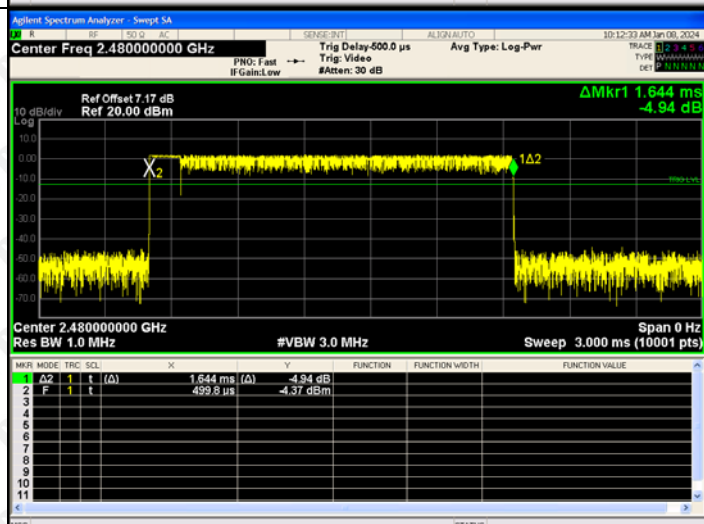 Agilent Spectrum Analyzer - Swept SA
R RF 50 Ω AC SENSE:INT ALIGN AUTO 10:12:33 AM Jan 08, 2024
Center Freq 2.480000000 GHz
PNO: Fast
IFGain:Low
Trig Delay-500.0 µs
Trig: Video
#Atten: 30 dB
Avg Type: Log-Pwr
TRACE 1 2 3 4 5 6
TYPE
DET P N N N N N
ΔMkr1 1.644 ms
-4.94 dB
Ref Offset 7.17 dB
10 dB/div Ref 20.00 dBm
Log
10.0
0.00
-10.0
-20.0
-30.0
-40.0
-50.0
-60.0
-70.0
X2
1Δ2
TRIG LVL
Center 2.480000000 GHz Span 0 Hz
Res BW 1.0 MHz #VBW 3.0 MHz Sweep 3.000 ms (10001 pts)
MKR MODE TRC SCL X Y FUNCTION FUNCTION WIDTH FUNCTION VALUE
1 Δ2 1 t (Δ) 1.644 ms (Δ) -4.94 dB
2 F 1 t 499.8 µs -4.37 dBm
3
4
5
6
7
8
9
10
11